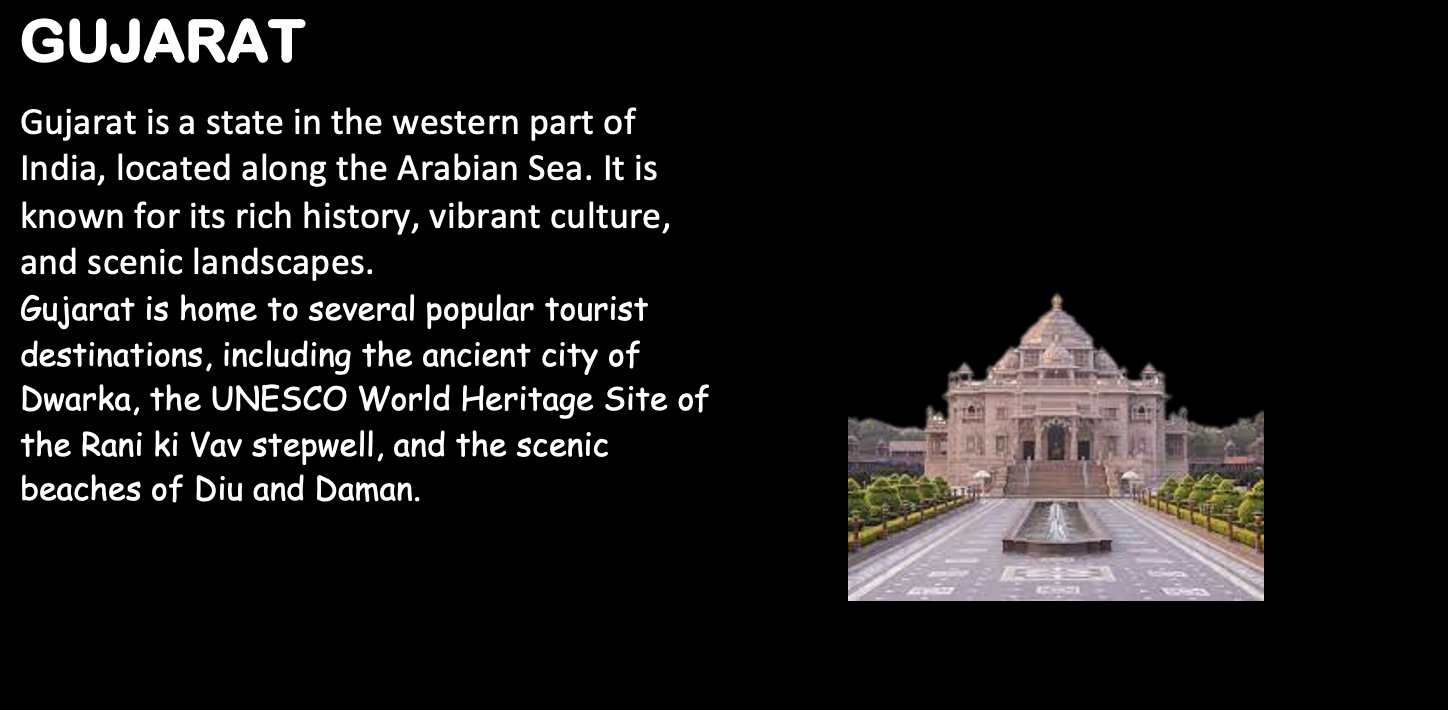 GUJARAT
Gujarat is a state in the western part of
India, located along the Arabian Sea. It is
known for its rich history, vibrant culture,
and scenic landscapes.
Gujarat is home to several popular tourist
destinations, including the ancient city of
Dwarka, the UNESCO World Heritage Site of
the Rani ki Vav stepwell, and the scenic
beaches of Diu and Daman.